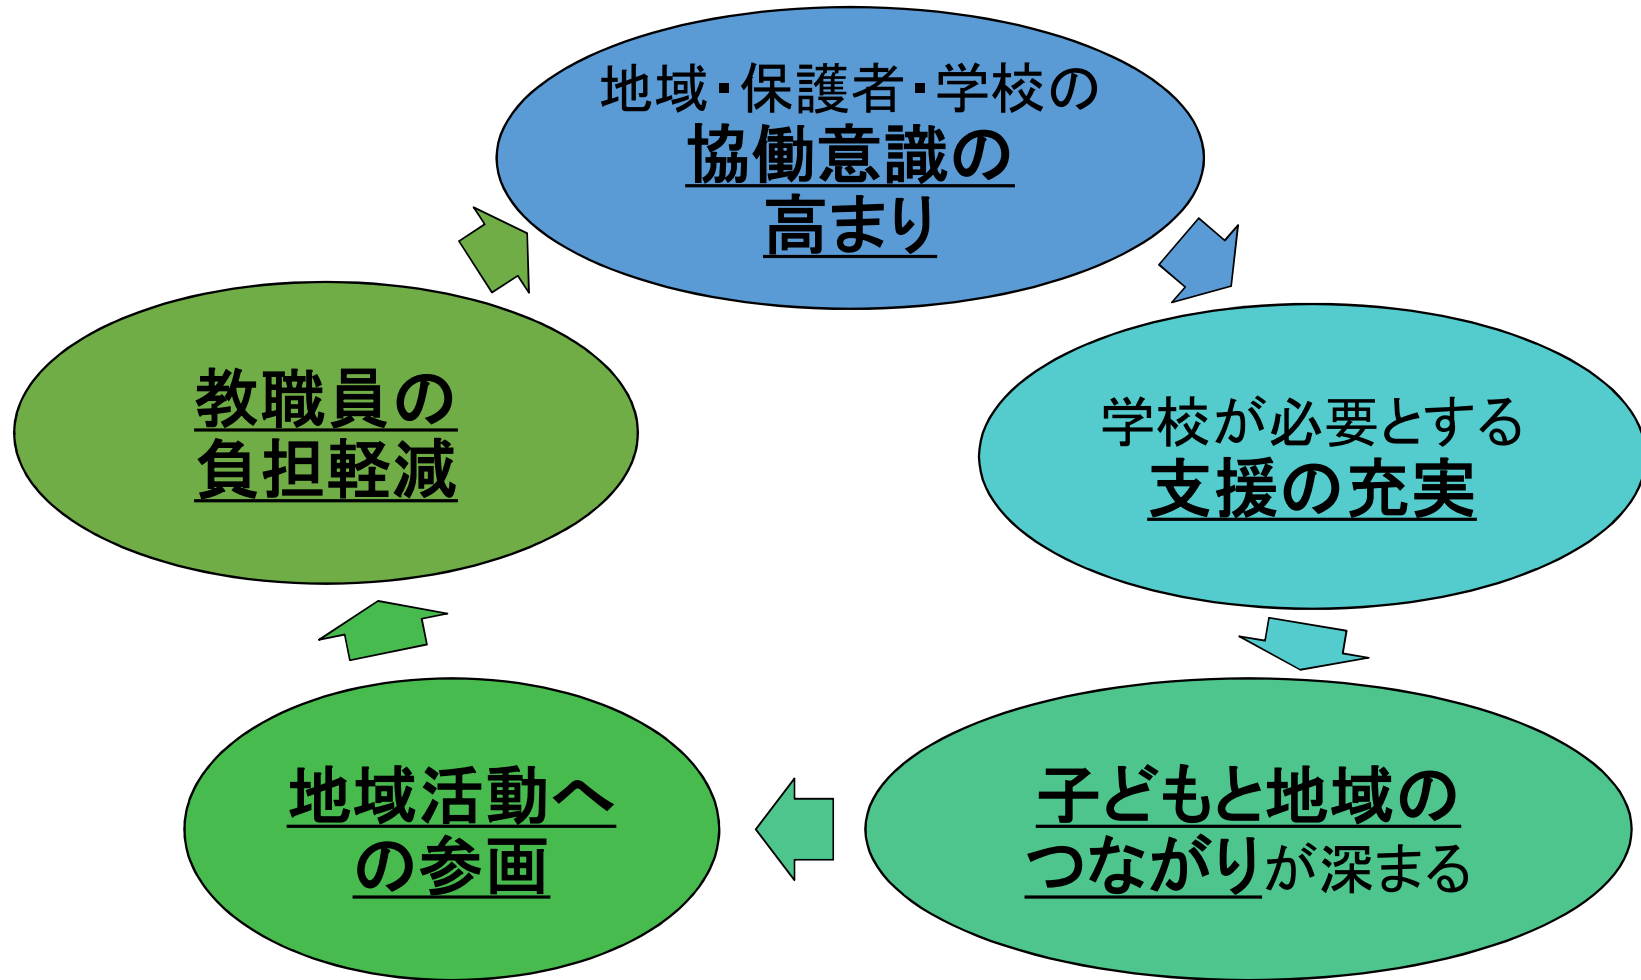 地域・保護者・学校の
協働意識の
高まり
学校が必要とする
支援の充実
子どもと地域の
つながりが深まる
地域活動へ
の参画
教職員の
負担軽減